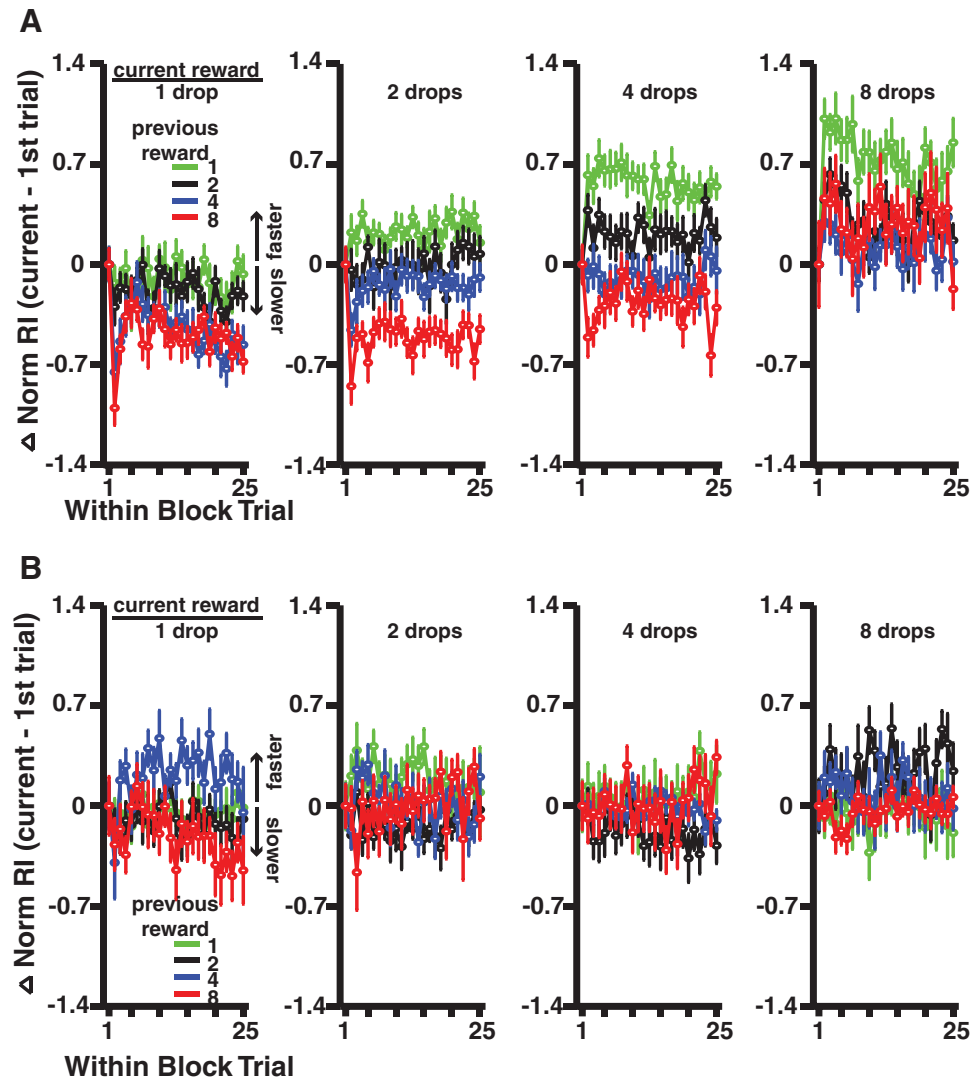 A
Δ Norm RI (current - 1st trial)
1.4
0.7
0
-0.7
-1.4
current reward
1 drop
previous
reward
1
2
4
8
faster
slower
1
25
Within Block Trial
1.4
0.7
0
-0.7
-1.4
2 drops
1
25
1.4
0.7
0
-0.7
-1.4
4 drops
1
25
1.4
0.7
0
-0.7
-1.4
8 drops
1
25
B
Δ Norm RI (current - 1st trial)
1.4
0.7
0
-0.7
-1.4
current reward
1 drop
faster
slower
previous
reward
1
2
4
8
1
25
Within Block Trial
1.4
0.7
0
-0.7
-1.4
2 drops
1
25
1.4
0.7
0
-0.7
-1.4
4 drops
1
25
1.4
0.7
0
-0.7
-1.4
8 drops
1
25